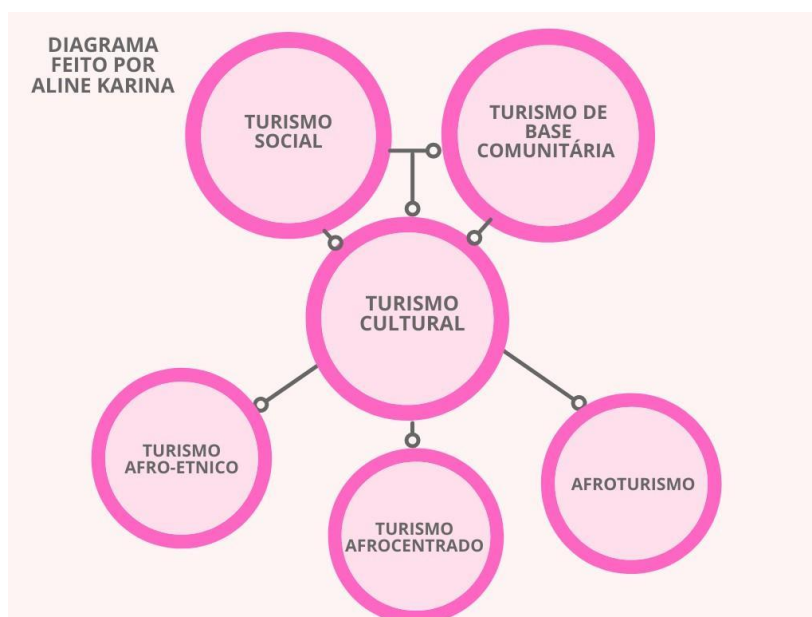 DIAGRAMA
FEITO POR
ALINE KARINA
TURISMO
SOCIAL
TURISMO DE
BASE
COMUNITÁRIA
TURISMO
CULTURAL
TURISMO
AFRO-ETNICO
TURISMO
AFROCENTRADO
AFROTURISMO